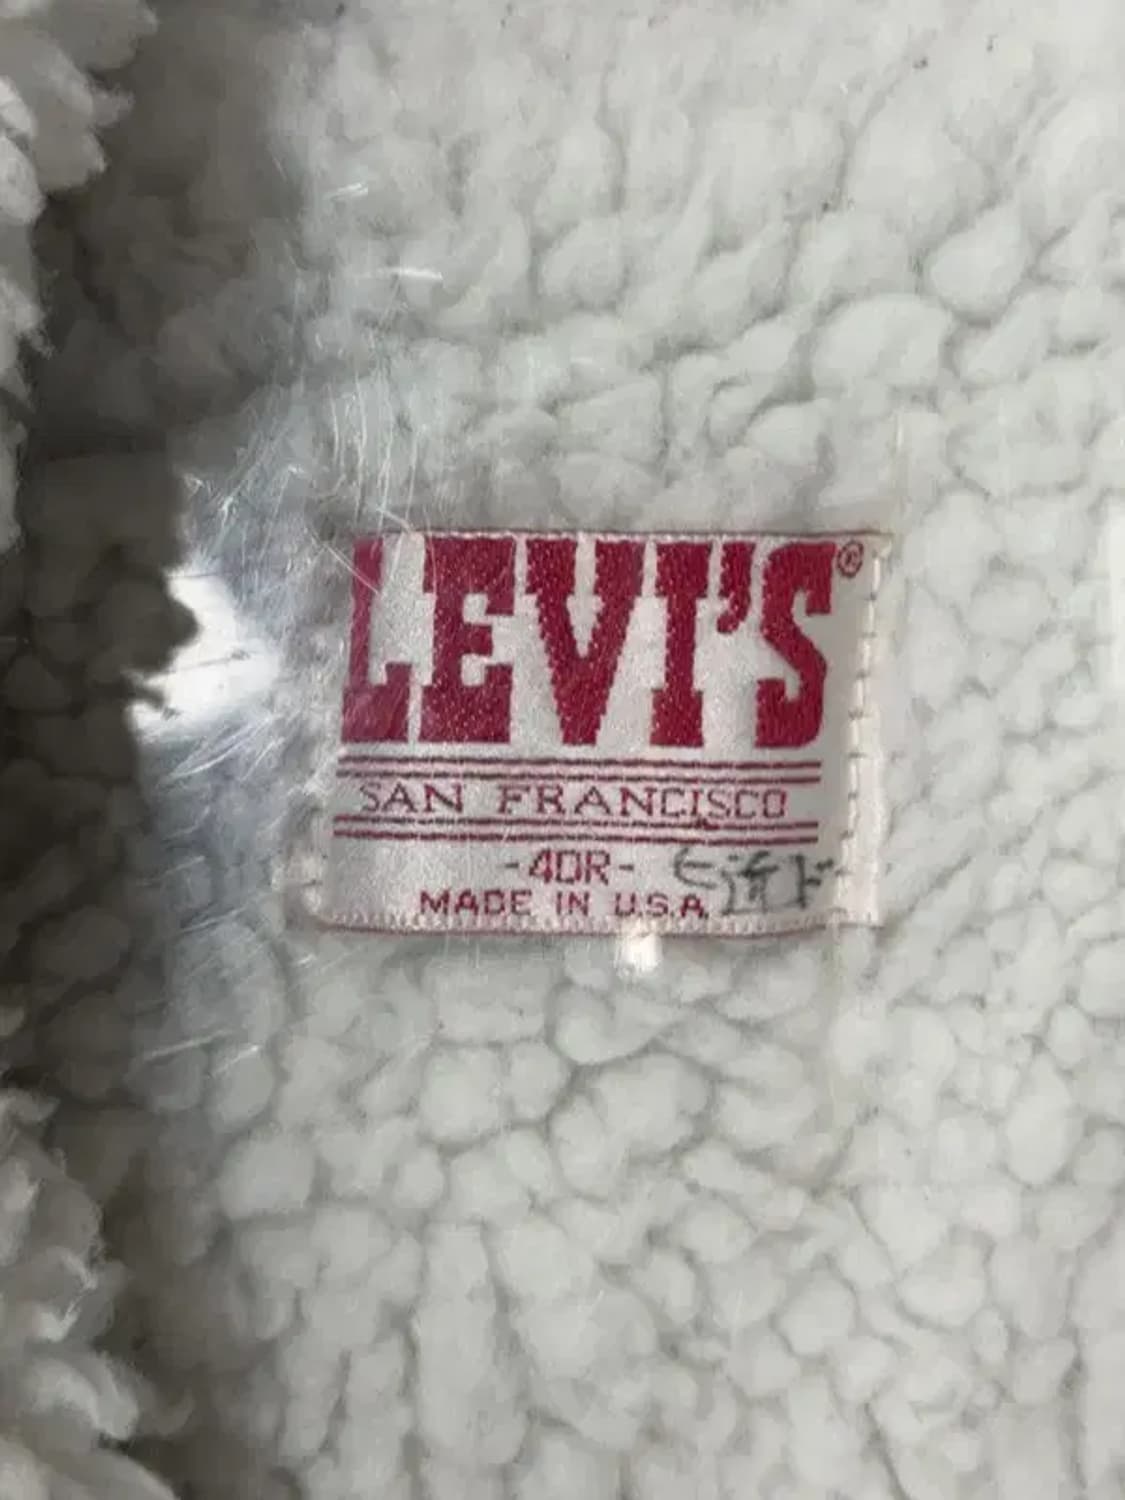 LEVI'S®
SAN FRANCISCO
-40R-
MADE IN U.S.A.